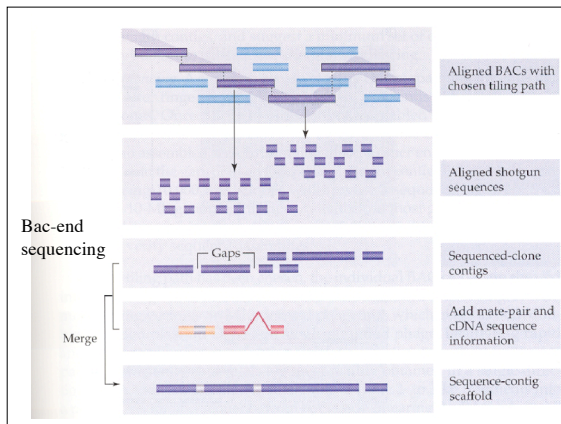 Aligned BACs with
chosen tiling path
Aligned shotgun
sequences
Bac-end
sequencing
Gaps
Sequenced-clone
contigs
Merge
Add mate-pair and
cDNA sequence
information
Sequence-contig
scaffold